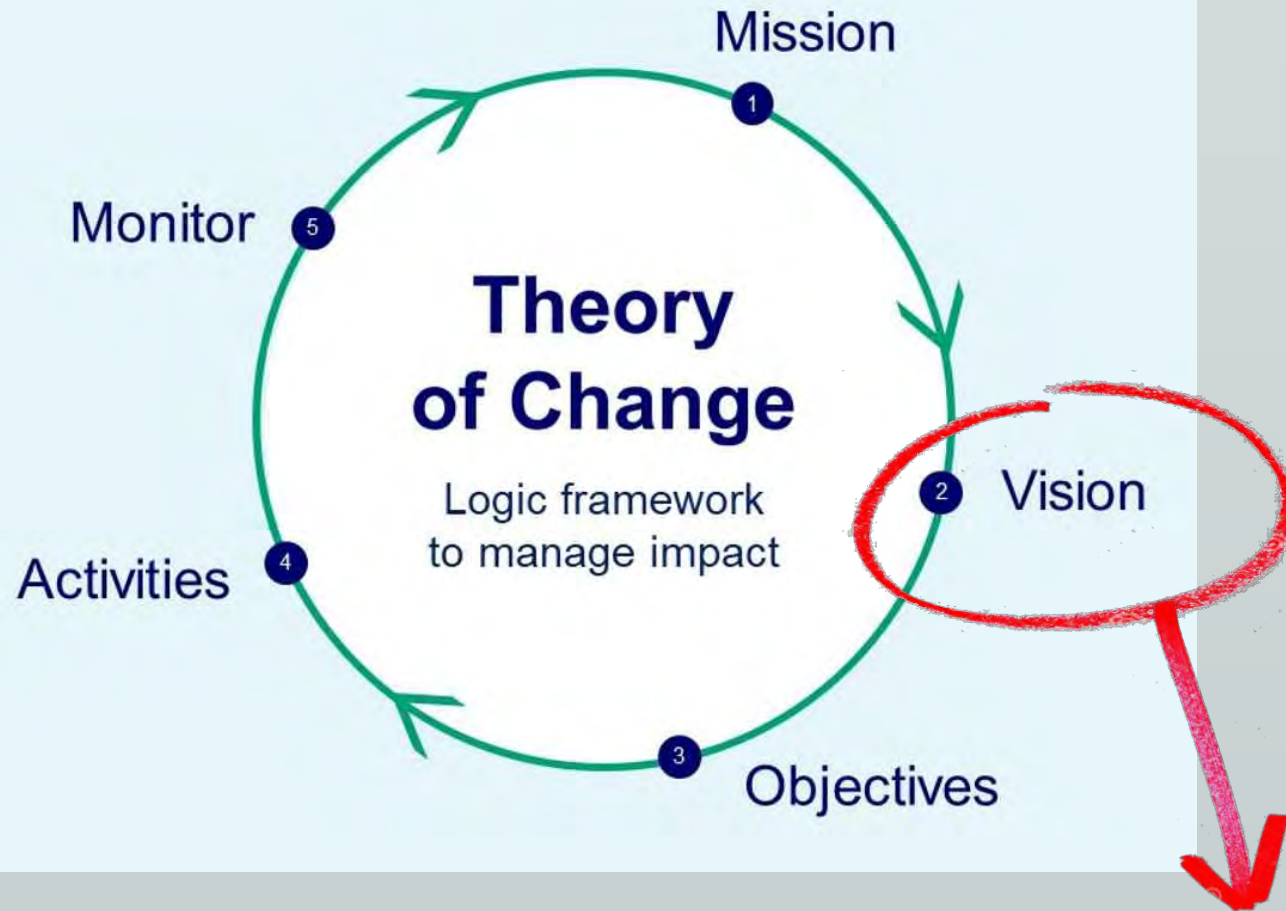 Mission
1
Monitor
5
Theory
of Change
Logic framework
to manage impact
2
Vision
Activities
4
3
Objectives